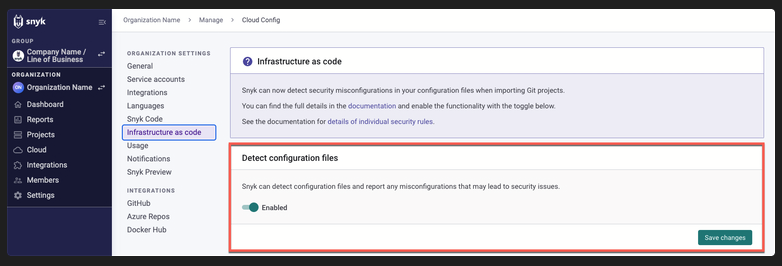 snyk
GROUP
Company Name /
Line of Business
ORGANIZATION
ON Organization Name
Dashboard
Reports
Projects
Cloud
Integrations
Members
Settings
Organization Name > Manage > Cloud Config
ORGANIZATION SETTINGS
General
Service accounts
Integrations
Languages
Snyk Code
Infrastructure as code
Usage
Notifications
Snyk Preview
INTEGRATIONS
GitHub
Azure Repos
Docker Hub
? Infrastructure as code
Snyk can now detect security misconfigurations in your configuration files when importing Git projects.
You can find the full details in the documentation and enable the functionality with the toggle below.
See the documentation for details of individual security rules.
Detect configuration files
Snyk can detect configuration files and report any misconfigurations that may lead to security issues.
Enabled
Save changes